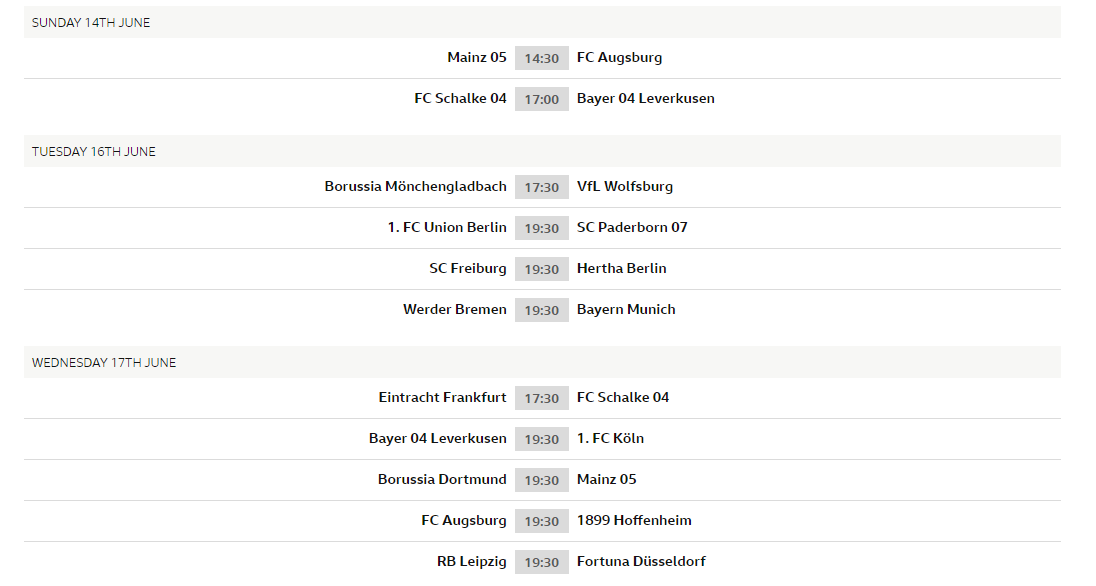 SUNDAY 14TH JUNE
Mainz 05 14:30 FC Augsburg
FC Schalke 04 17:00 Bayer 04 Leverkusen
TUESDAY 16TH JUNE
Borussia Mönchengladbach 17:30 VfL Wolfsburg
1. FC Union Berlin 19:30 SC Paderborn 07
SC Freiburg 19:30 Hertha Berlin
Werder Bremen 19:30 Bayern Munich
WEDNESDAY 17TH JUNE
Eintracht Frankfurt 17:30 FC Schalke 04
Bayer 04 Leverkusen 19:30 1. FC Köln
Borussia Dortmund 19:30 Mainz 05
FC Augsburg 19:30 1899 Hoffenheim
RB Leipzig 19:30 Fortuna Düsseldorf